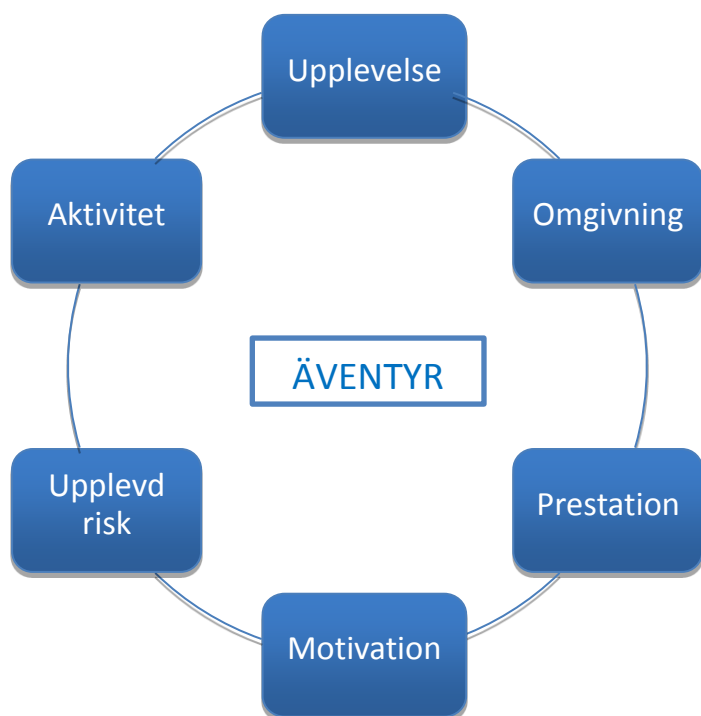 Upplevelse
Aktivitet
Omgivning
ÄVENTYR
Upplevd
risk
Prestation
Motivation